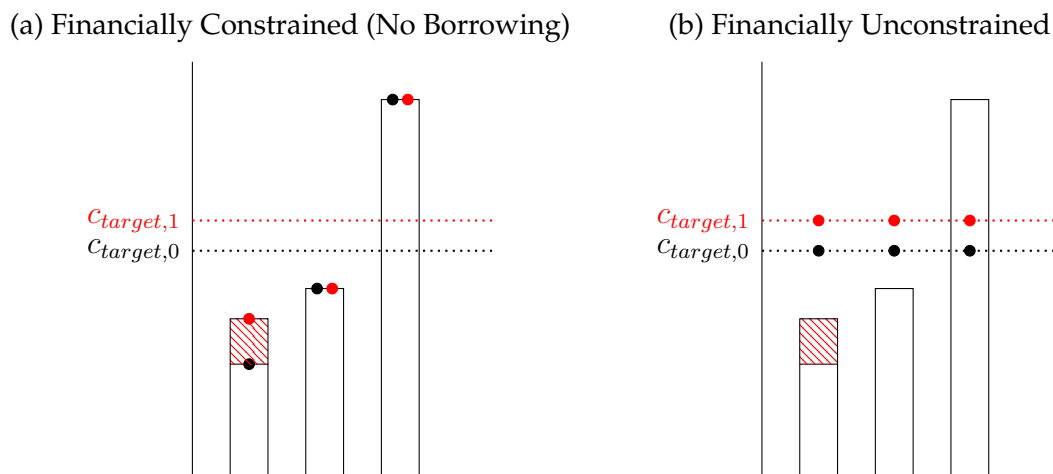 (a) Financially Constrained (No Borrowing)
(b) Financially Unconstrained
c_{target,1}
c_{target,0}
c_{target,1}
c_{target,0}